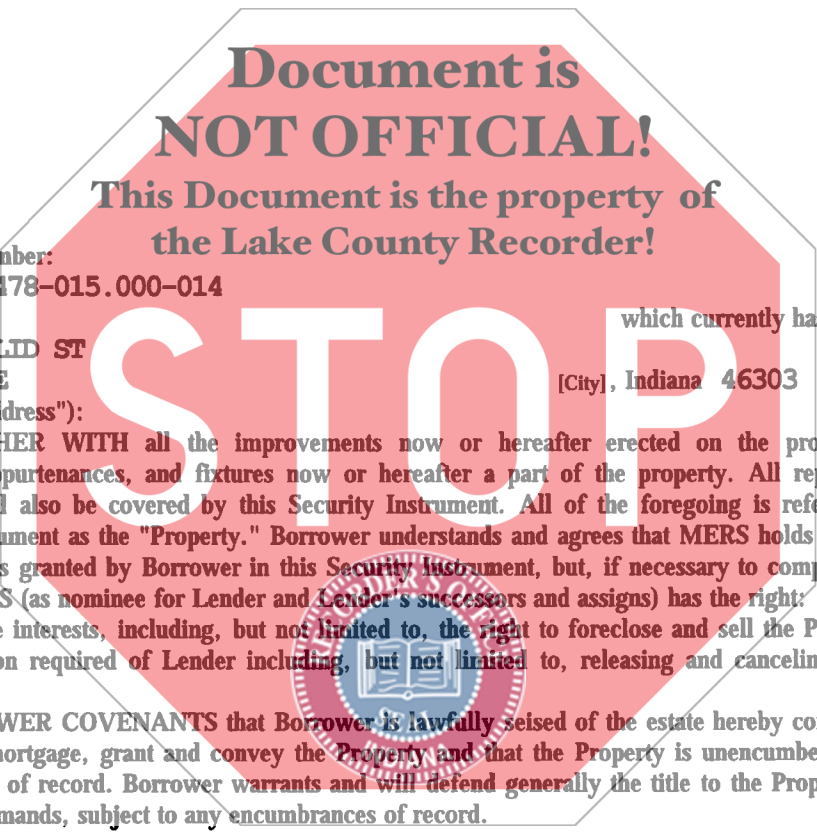 Document is
NOT OFFICIAL!
This Document is the property of
the Lake County Recorder!
mber:
478-015.000-014
which currently ha
LID ST
E
[City], Indiana 46303
dress"):
HER WITH all the improvements now or hereafter erected on the pro
ppurtenances, and fixtures now or hereafter a part of the property. All rep
l also be covered by this Security Instrument. All of the foregoing is refe
ument as the "Property." Borrower understands and agrees that MERS holds
s granted by Borrower in this Security Instrument, but, if necessary to comp
S (as nominee for Lender and Lender's successors and assigns) has the right:
e interests, including, but not limited to, the right to foreclose and sell the P
on required of Lender including, but not limited to, releasing and cancelin
WER COVENANTS that Borrower is lawfully seised of the estate hereby co
mortgage, grant and convey the Property and that the Property is unencumbe
of record. Borrower warrants and will defend generally the title to the Prop
mands, subject to any encumbrances of record.
STOP